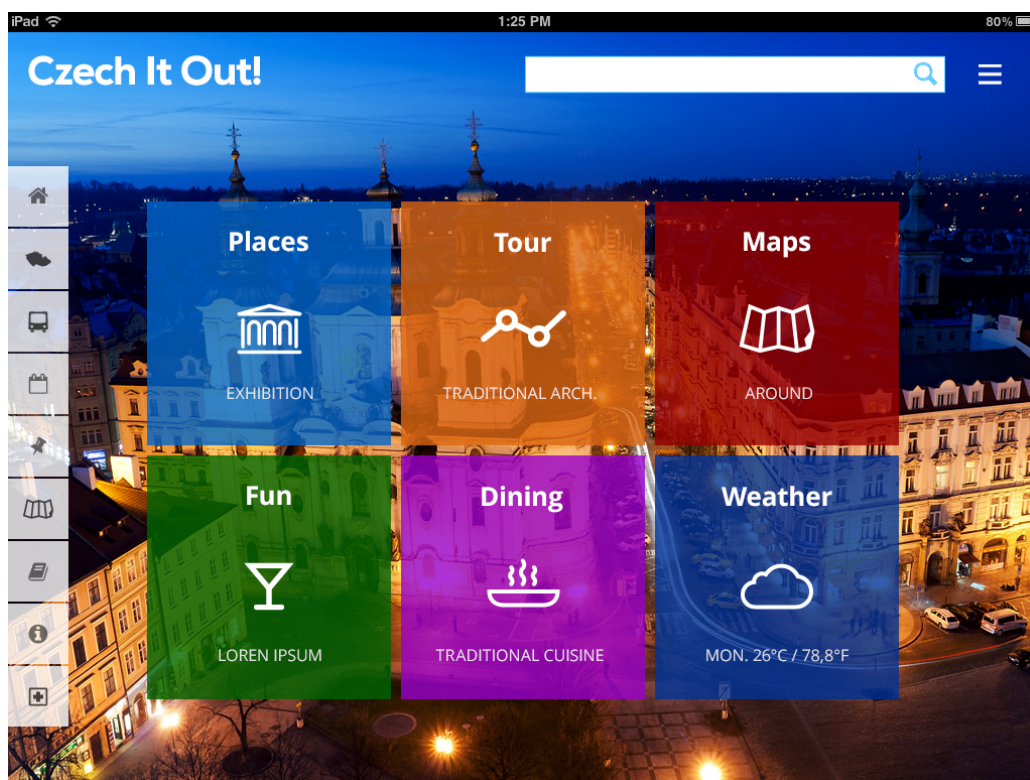 iPad 1:25 PM 80%
Czech It Out!
Places
EXHIBITION
Tour
TRADITIONAL ARCH.
Maps
AROUND
Fun
LOREN IPSUM
Dining
TRADITIONAL CUISINE
Weather
MON. 26°C / 78,8°F